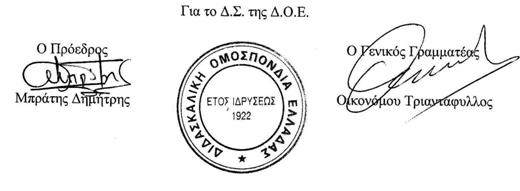 Για το Δ.Σ. της Δ.Ο.Ε.
Ο Πρόεδρος
Μπράτης Δημήτρης
ΔΙΔΑΣΚΑΛΙΚΗ ΟΜΟΣΠΟΝΔΙΑ ΕΛΛΑΔΑΣ
ΕΤΟΣ ΙΔΡΥΣΕΩΣ
1922
Ο Γενικός Γραμματέας
Οικονόμου Τριαντάφυλλος